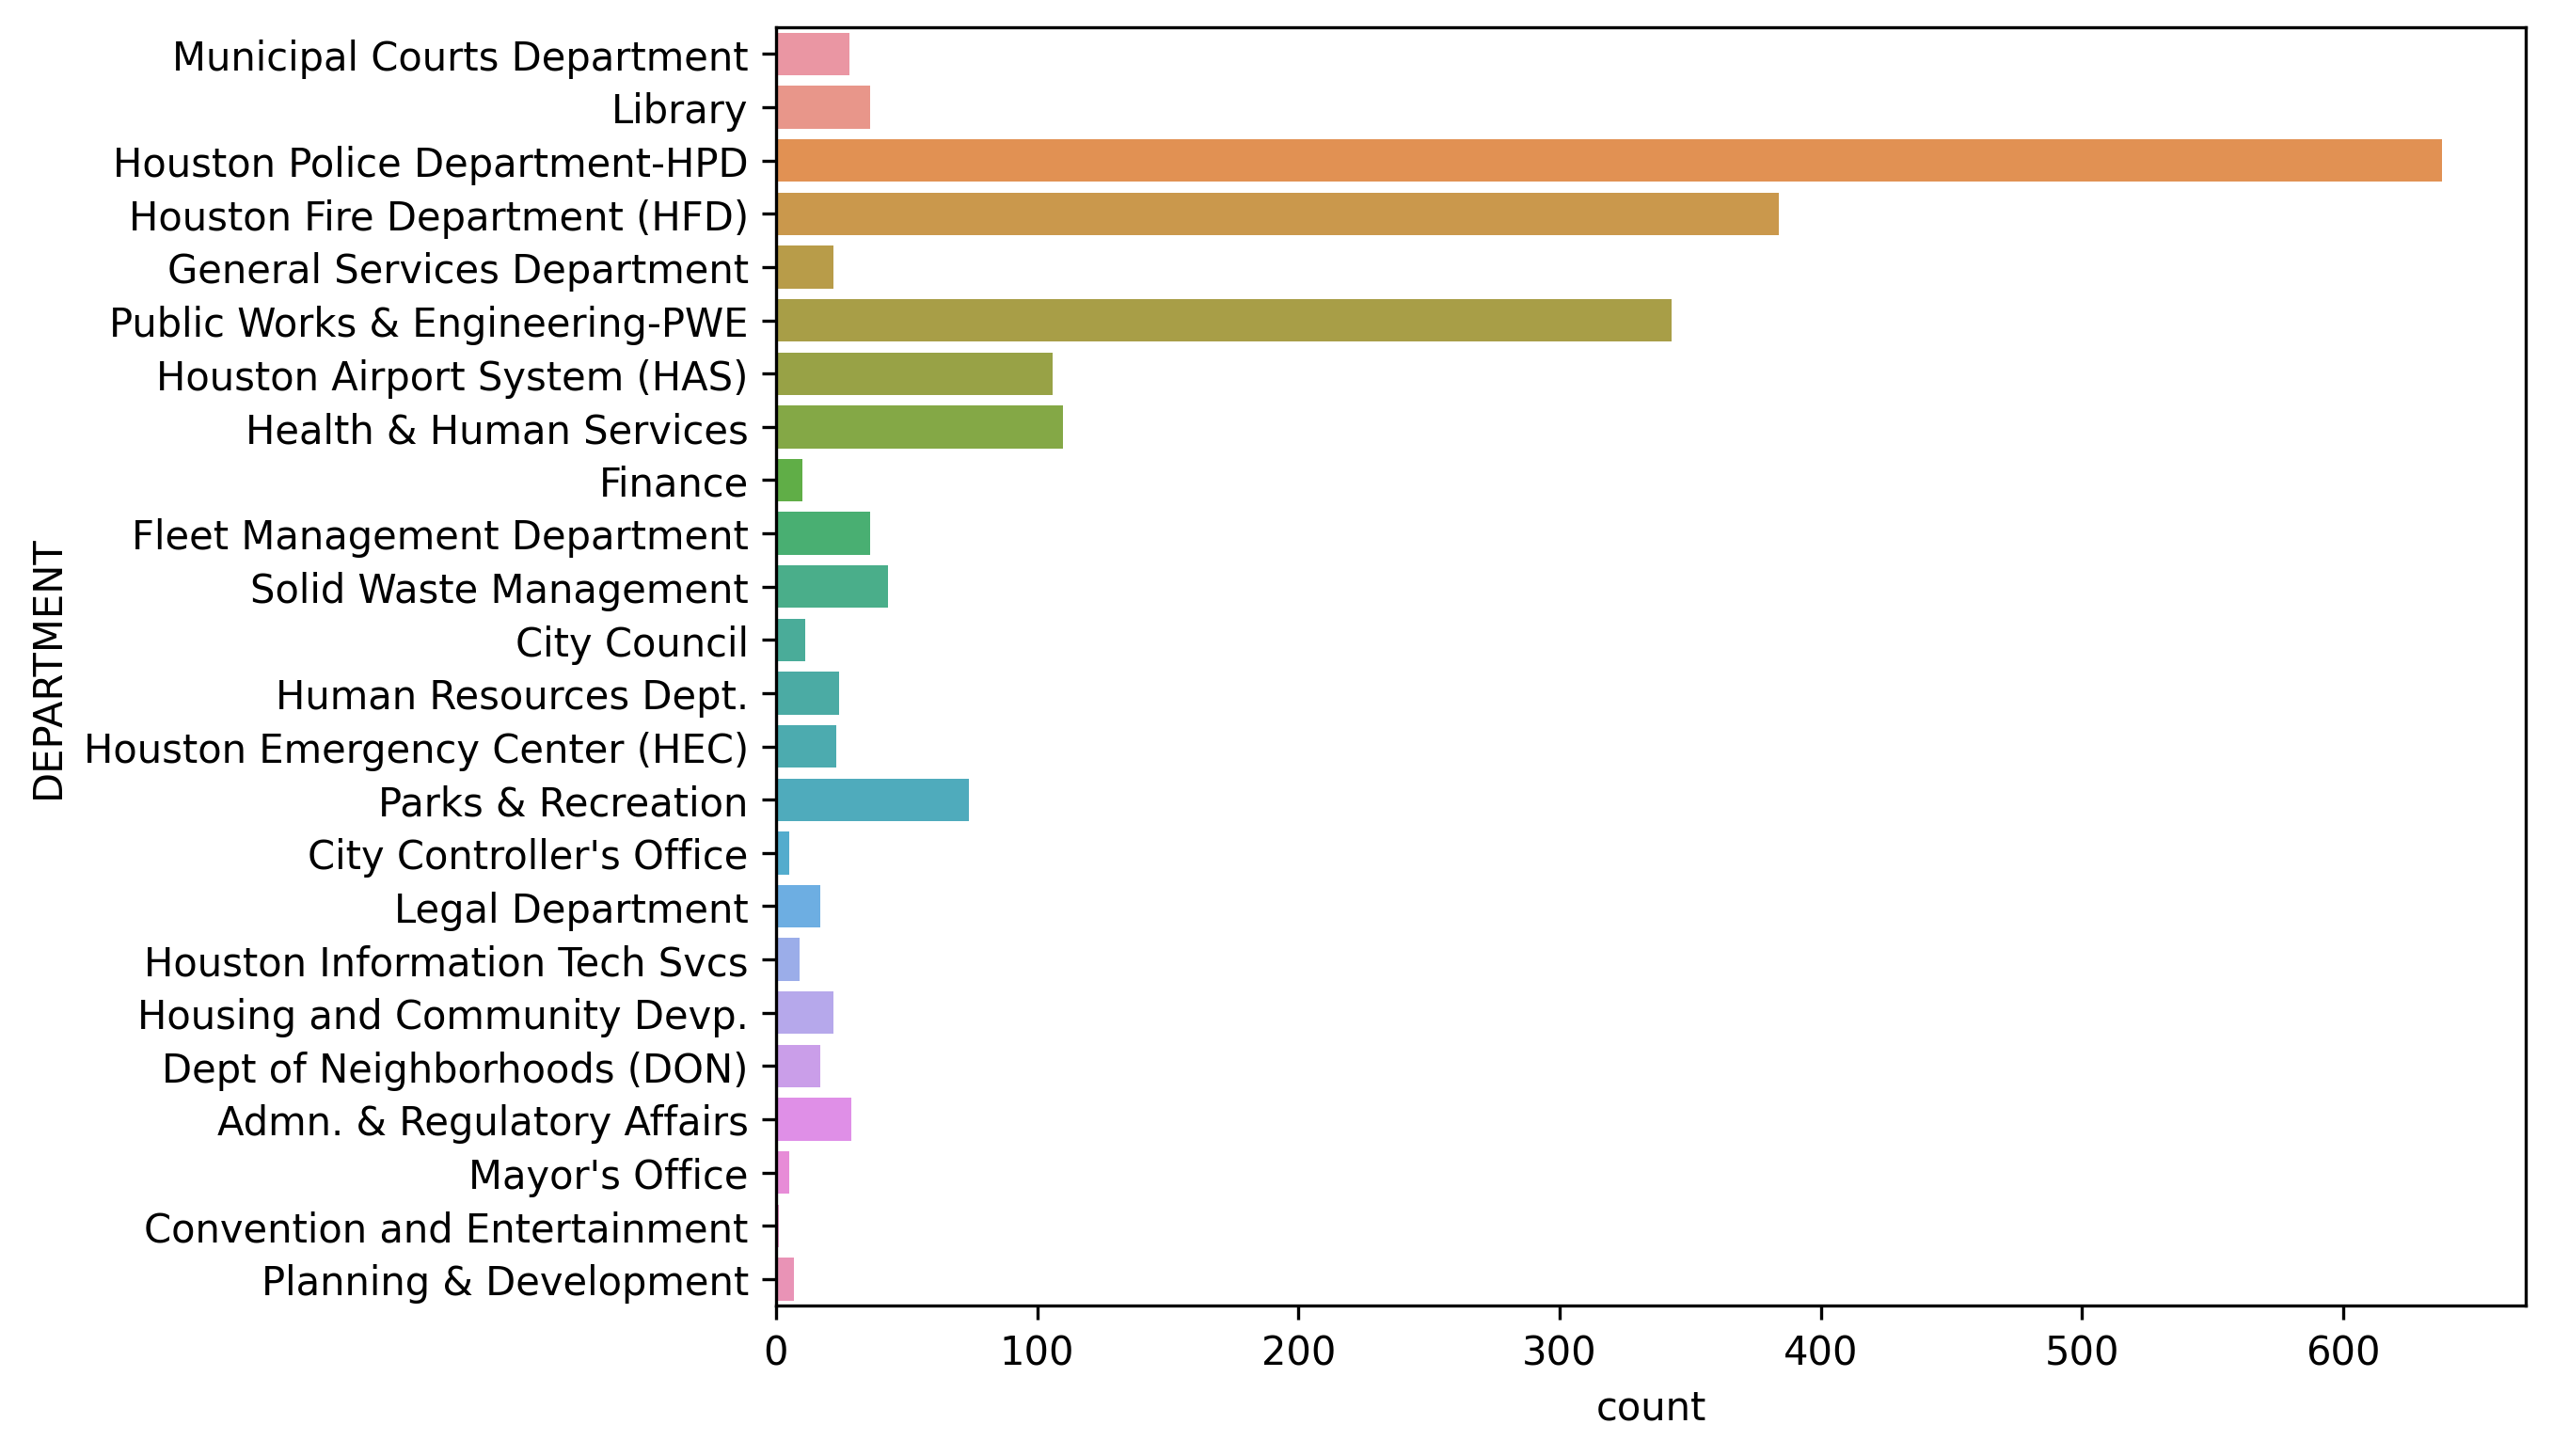 Municipal Courts Department
Library
Houston Police Department-HPD
Houston Fire Department (HFD)
General Services Department
Public Works & Engineering-PWE
Houston Airport System (HAS)
Health & Human Services
Finance
Fleet Management Department
Solid Waste Management
City Council
Human Resources Dept.
Houston Emergency Center (HEC)
Parks & Recreation
City Controller's Office
Legal Department
Houston Information Tech Svcs
Housing and Community Devp.
Dept of Neighborhoods (DON)
Admn. & Regulatory Affairs
Mayor's Office
Convention and Entertainment
Planning & Development
DEPARTMENT
0 100 200 300 400 500 600
count